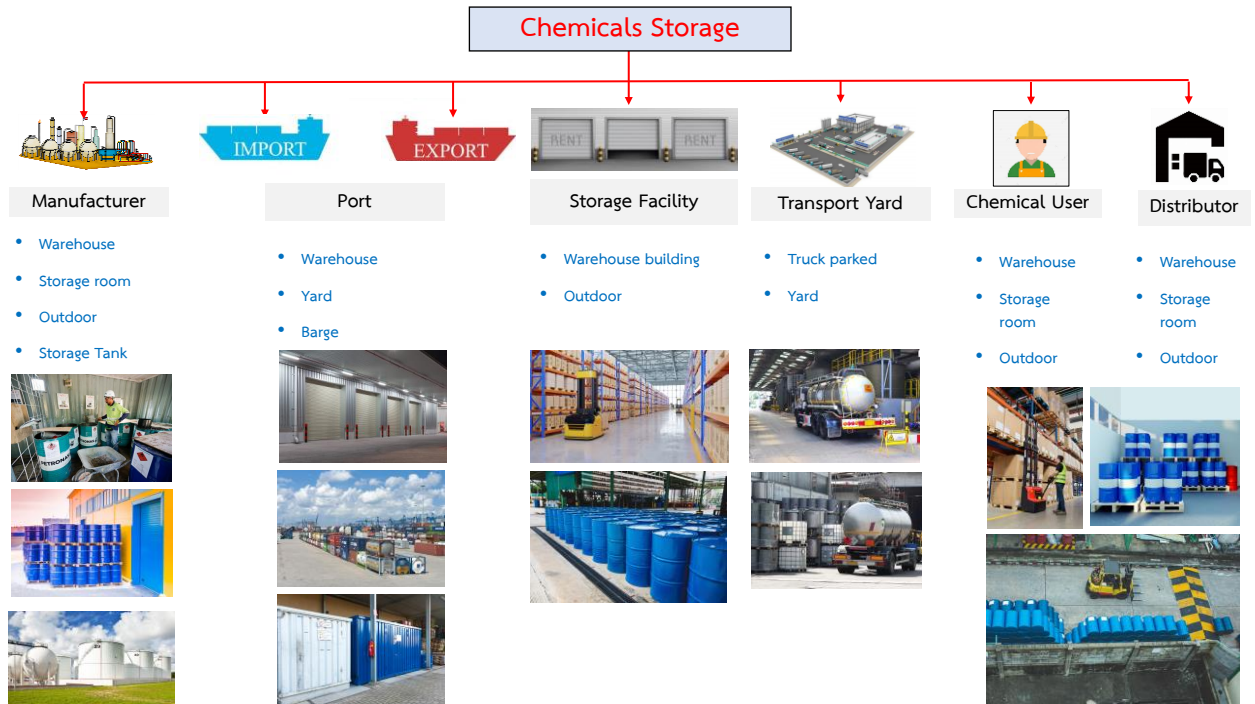 Chemicals Storage
IMPORT
EXPORT
RENT
RENT
Manufacturer
• Warehouse
• Storage room
• Outdoor
• Storage Tank
PETRONAS
Port
• Warehouse
• Yard
• Barge
Storage Facility
• Warehouse building
• Outdoor
Transport Yard
• Truck parked
• Yard
Chemical User
• Warehouse
• Storage
room
• Outdoor
Distributor
• Warehouse
• Storage
room
• Outdoor